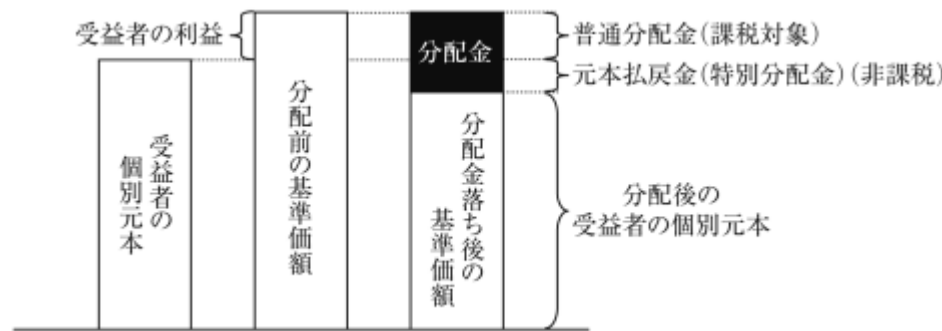 受益者の利益
分配金
普通分配金(課税対象)
元本払戻金(特別分配金)(非課税)
受益者の
個別元本
分配前の基準価額
分配金落ち後の
基準価額
分配後の
受益者の個別元本